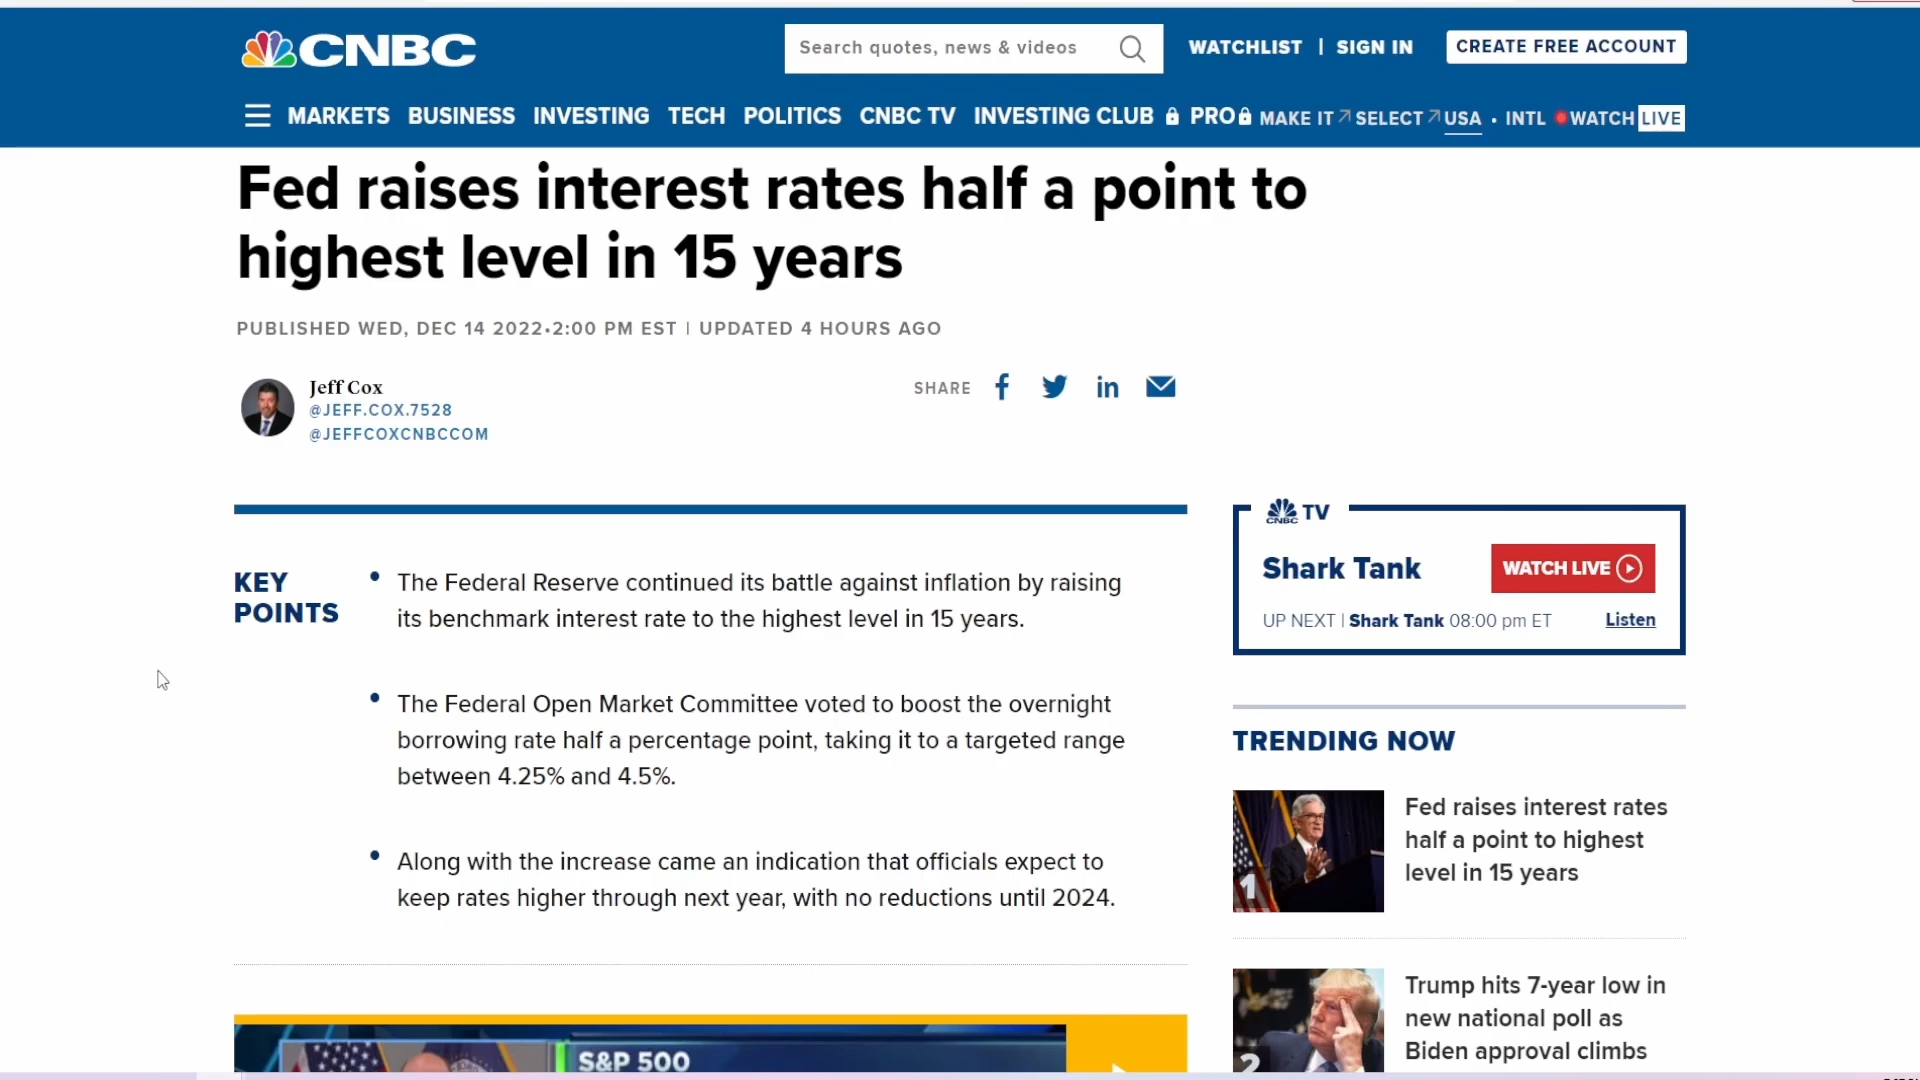 CNBC
Search quotes, news & videos
WATCHLIST | SIGN IN
CREATE FREE ACCOUNT
MARKETS BUSINESS INVESTING TECH POLITICS CNBC TV INVESTING CLUB PRO MAKE IT SELECT USA • INTL WATCH LIVE
Fed raises interest rates half a point to
highest level in 15 years
PUBLISHED WED, DEC 14 2022•2:00 PM EST | UPDATED 4 HOURS AGO
Jeff Cox
@JEFF.COX.7528
@JEFFCOXCNBCCOM
SHARE
KEY
POINTS
• The Federal Reserve continued its battle against inflation by raising
its benchmark interest rate to the highest level in 15 years.
• The Federal Open Market Committee voted to boost the overnight
borrowing rate half a percentage point, taking it to a targeted range
between 4.25% and 4.5%.
• Along with the increase came an indication that officials expect to
keep rates higher through next year, with no reductions until 2024.
S&P 500
CNBC TV
Shark Tank
WATCH LIVE
UP NEXT | Shark Tank 08:00 pm ET
Listen
TRENDING NOW
1
Fed raises interest rates
half a point to highest
level in 15 years
2
Trump hits 7-year low in
new national poll as
Biden approval climbs